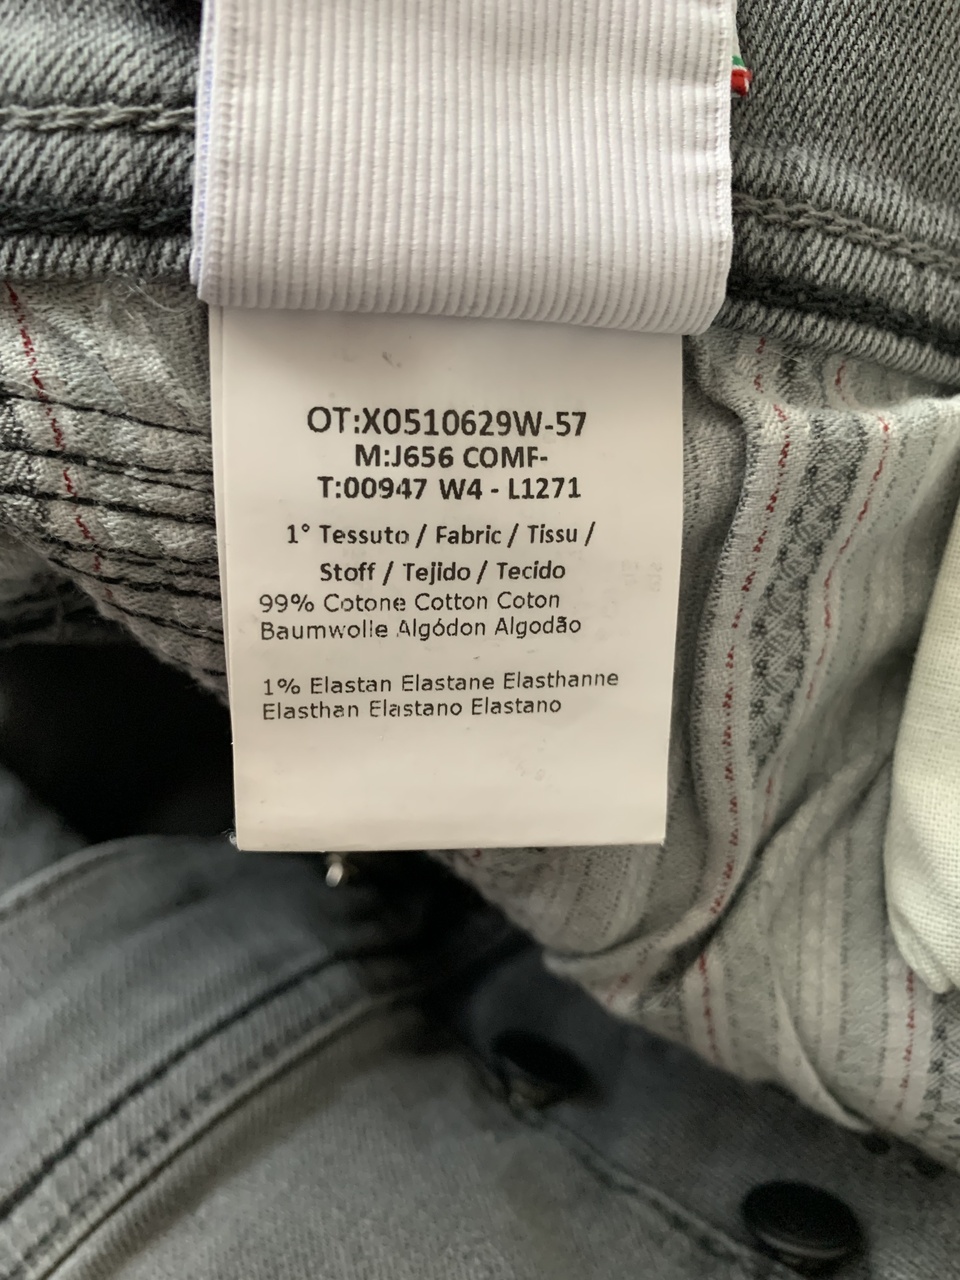 OT:X0510629W-57
M:J656 COMF-
T:00947 W4 - L1271
1° Tessuto / Fabric / Tissu /
Stoff / Tejido / Tecido
99% Cotone Cotton Coton
Baumwolle Algódon Algodão
1% Elastan Elastane Elasthanne
Elasthan Elastano Elastano